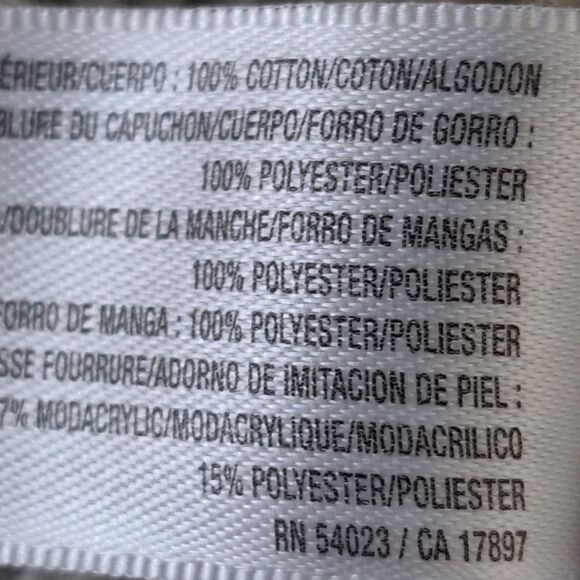 ÉRIEUR/CUERPO : 100% COTTON/COTON/ALGODON
BLURE DU CAPUCHON/CUERPO/FORRO DE GORRO :
100% POLYESTER/POLIESTER
/DOUBLURE DE LA MANCHE/FORRO DE MANGAS :
100% POLYESTER/POLIESTER
FORRO DE MANGA : 100% POLYESTER/POLIESTER
SSE FOURRURE/ADORNO DE IMITACION DE PIEL :
7% MODACRYLIC/MODACRYLIQUE/MODACRILICO
15% POLYESTER/POLIESTER
RN 54023 / CA 17897